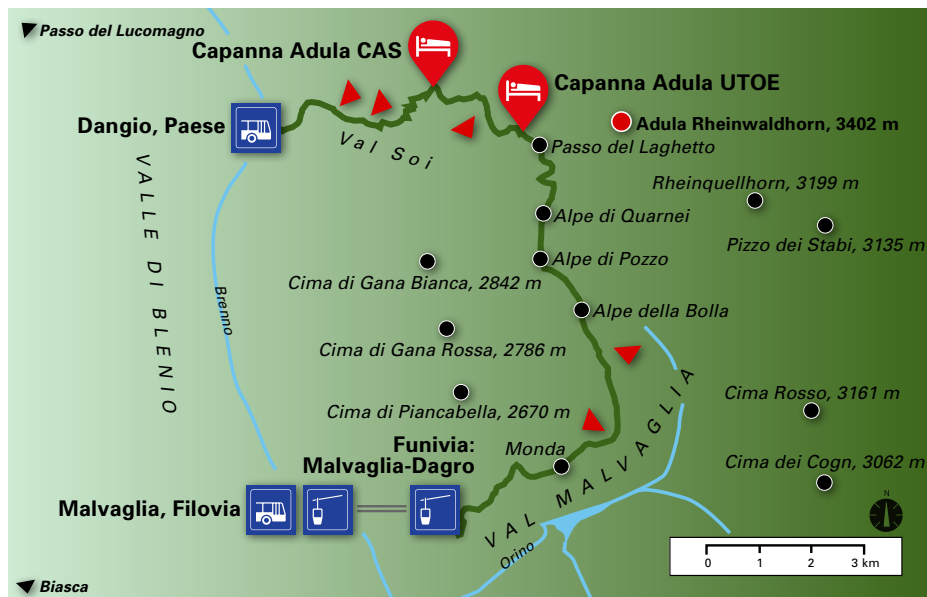 Passo del Lucomagno
Capanna Adula CAS
Capanna Adula UTOE
Dangio, Paese
Adula Rheinwaldhorn, 3402 m
Val Soi
Passo del Laghetto
VALLE DI BLENIO
Rheinquellhorn, 3199 m
Alpe di Quarnei
Pizzo dei Stabi, 3135 m
Alpe di Pozzo
Cima di Gana Bianca, 2842 m
Brenno
Alpe della Bolla
Cima di Gana Rossa, 2786 m
Cima Rosso, 3161 m
Cima di Piancabella, 2670 m
Funivia:
Malvaglia-Dagro
Monda
VAL MALVAGLIA
Cima dei Cogn, 3062 m
Malvaglia, Filovia
N
Orino
0 1 2 3 km
Biasca